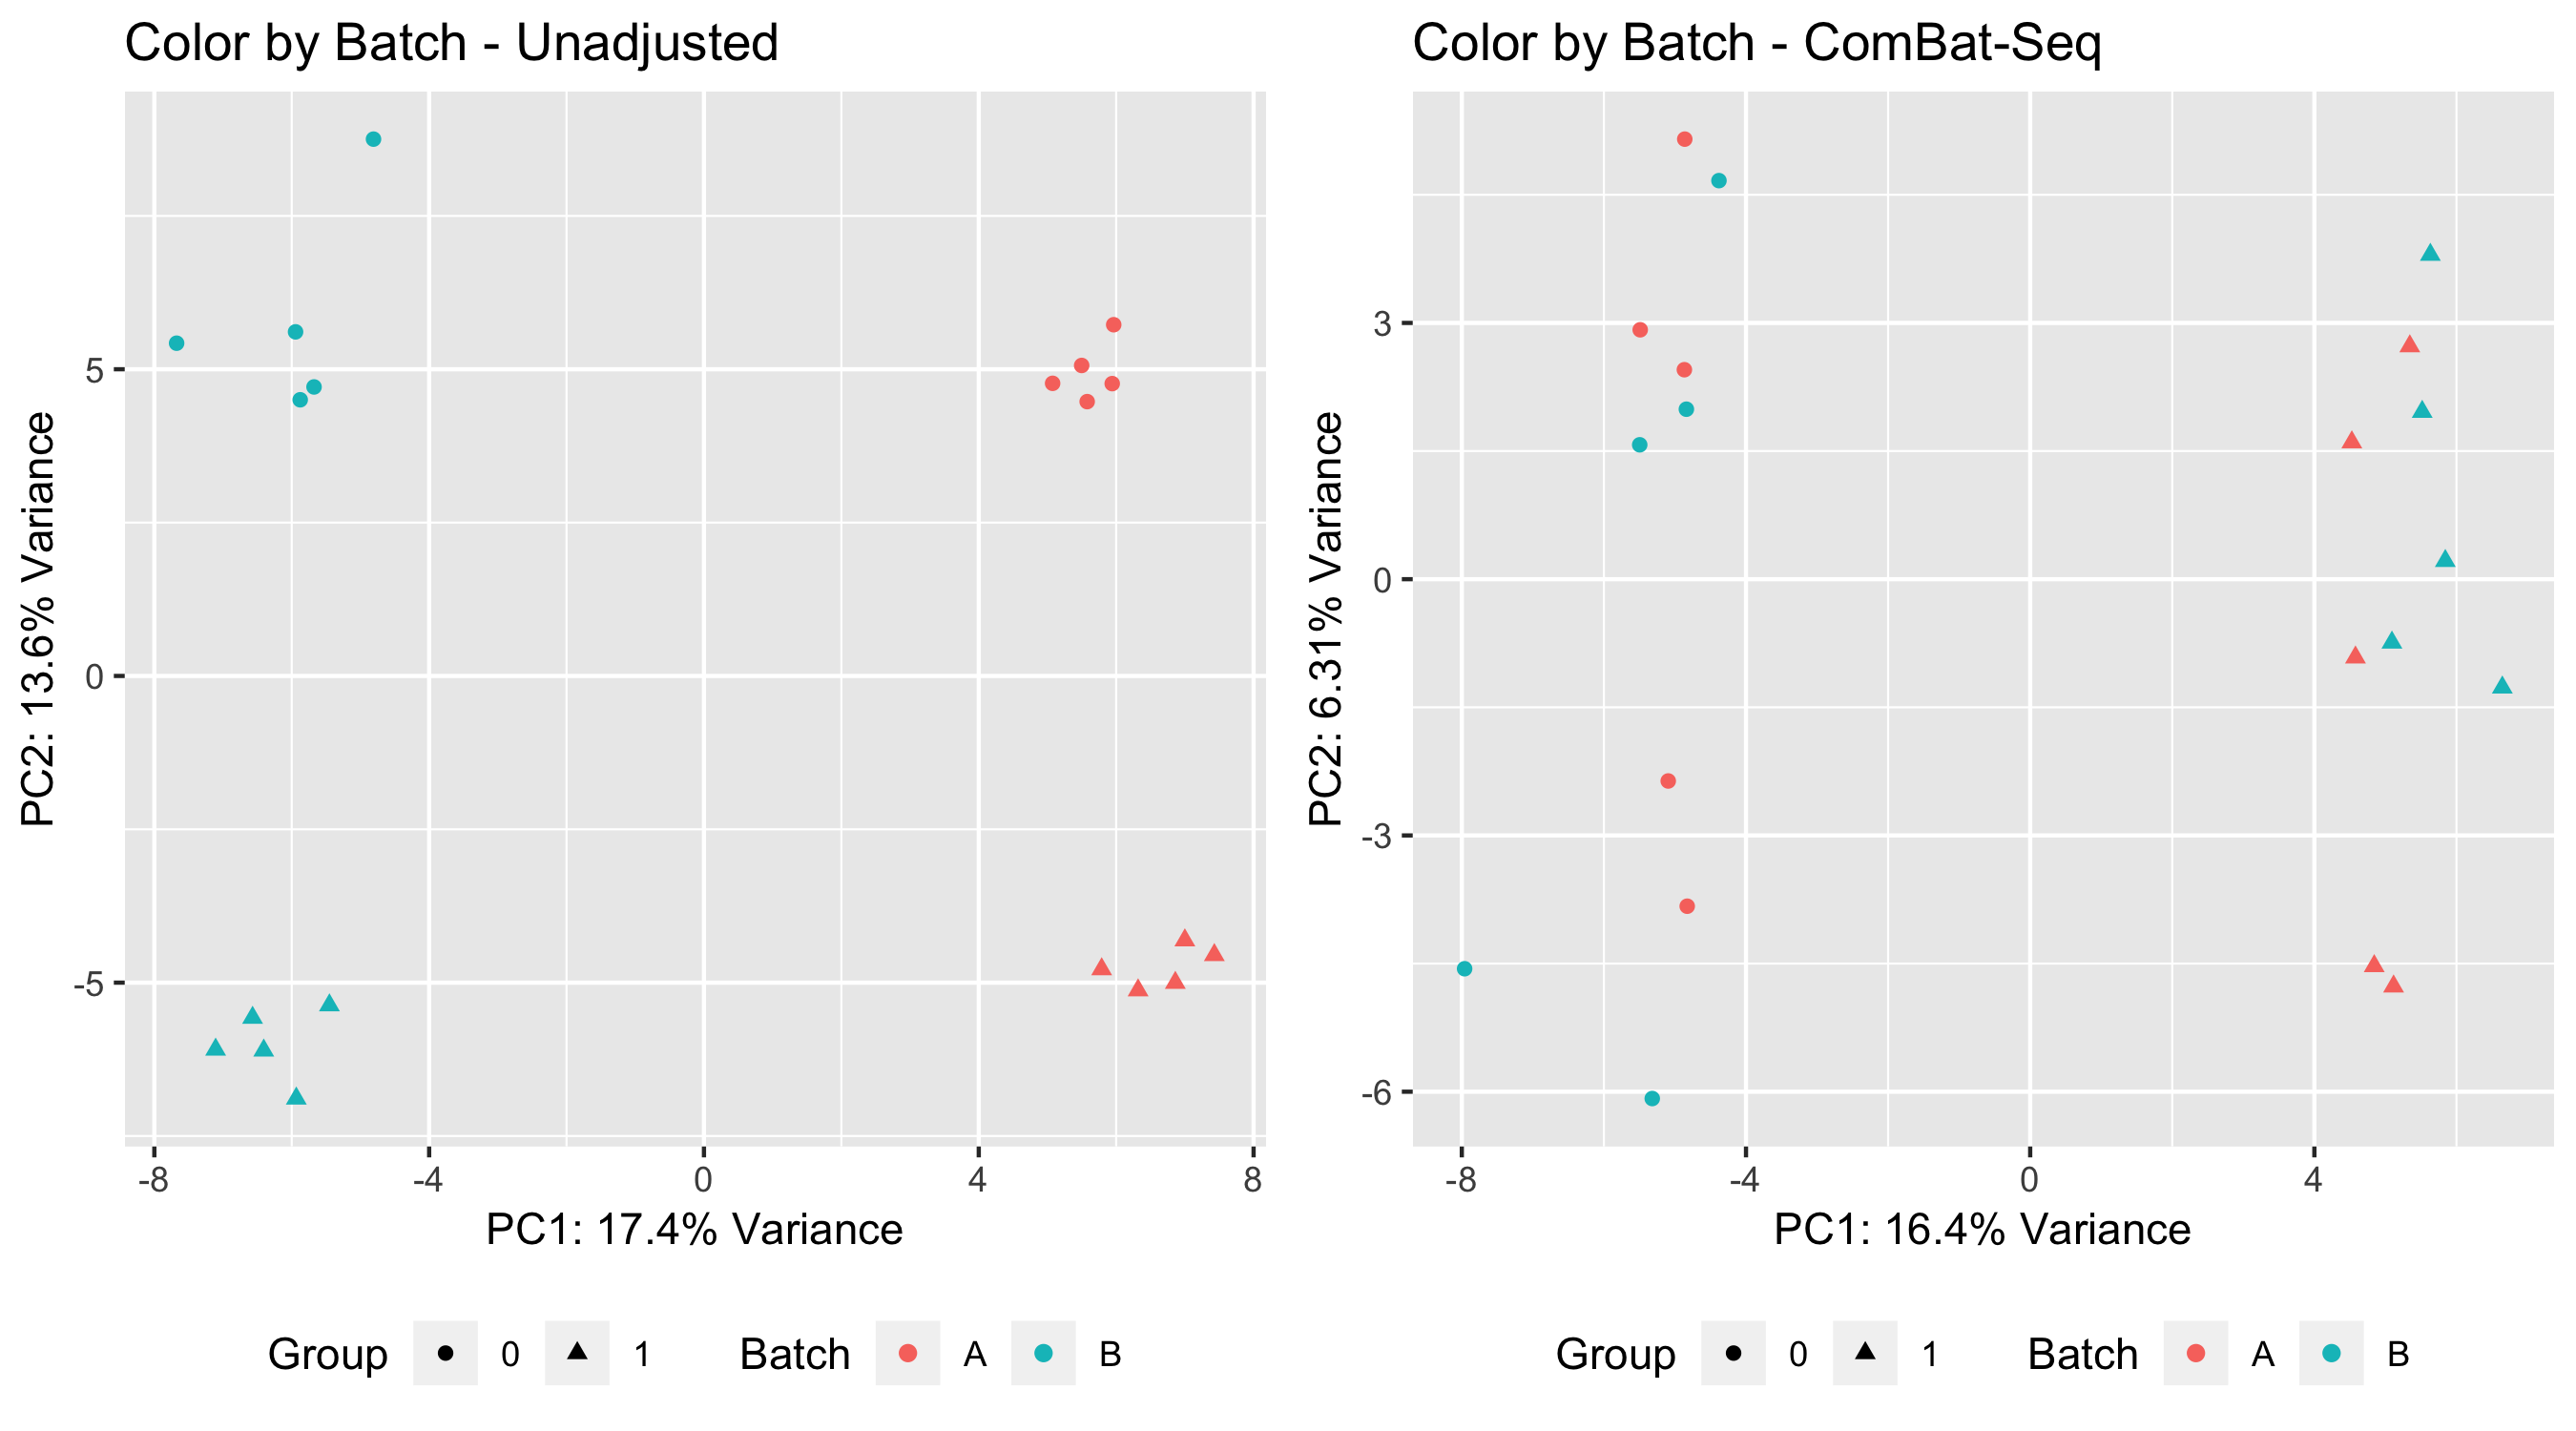 Color by Batch - Unadjusted
PC2: 13.6% Variance
5
0
-5
-8 -4 0 4 8
PC1: 17.4% Variance
Group 0 1 Batch A B
Color by Batch - ComBat-Seq
PC2: 6.31% Variance
3
0
-3
-6
-8 -4 0 4
PC1: 16.4% Variance
Group 0 1 Batch A B